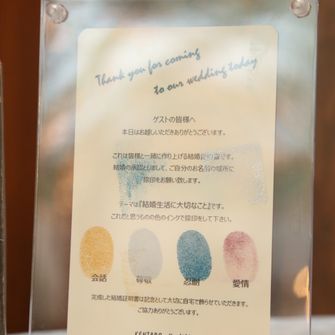 Thank you for coming
to our wedding today
ゲストの皆様へ
本日はお越しいただきありがとうございます。
これは皆様と一緒に作り上げる結婚証明書です。
結婚の承認としまして、ご自分のお名前の場所に
捺印をお願い致します。
テーマは『結婚生活に大切なこと』です。
これだと思うものの色のインクで捺印をして下さい。
会話 尊敬 忍耐 愛情
完成した結婚証明書は記念として大切に自宅で飾らせていただきます。
ご協力ありがとうございます。